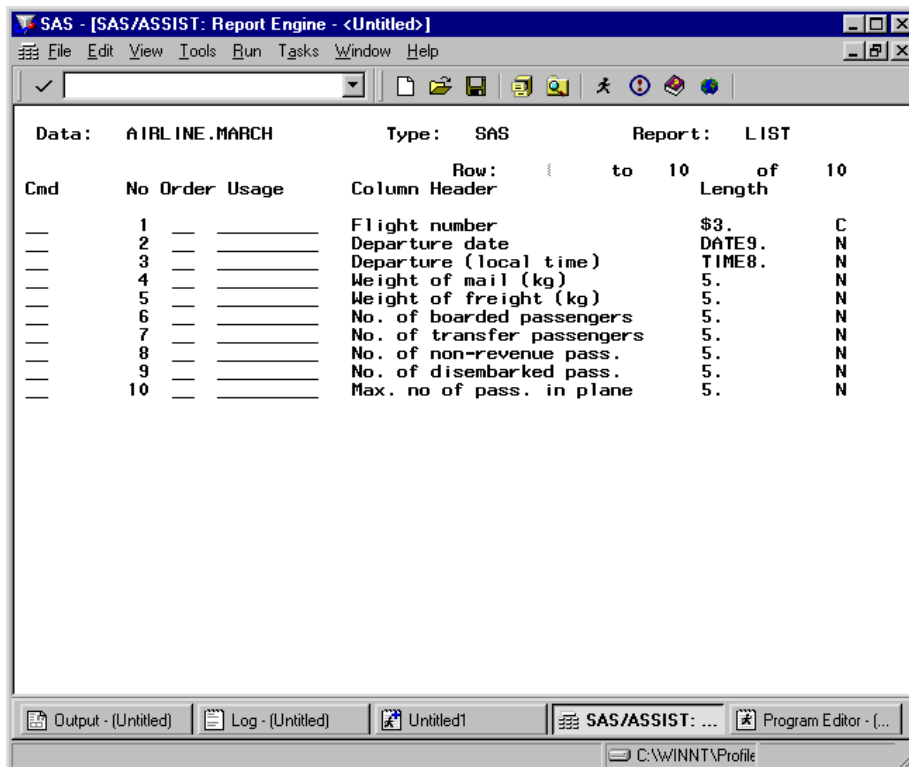 SAS - [SAS/ASSIST: Report Engine - <Untitled>]
File Edit View Tools Run Tasks Window Help
Data: AIRLINE.MARCH Type: SAS Report: LIST
Row: to 10 of 10
Cmd No Order Usage Column Header Length
1 Flight number $3. C
2 Departure date DATE9. N
3 Departure (local time) TIME8. N
4 Weight of mail (kg) 5. N
5 Weight of freight (kg) 5. N
6 No. of boarded passengers 5. N
7 No. of transfer passengers 5. N
8 No. of non-revenue pass. 5. N
9 No. of disembarked pass. 5. N
10 Max. no of pass. in plane 5. N
Output - (Untitled) Log - (Untitled) Untitled1 SAS/ASSIST: ... Program Editor - (...
C:\WINNT\Profile